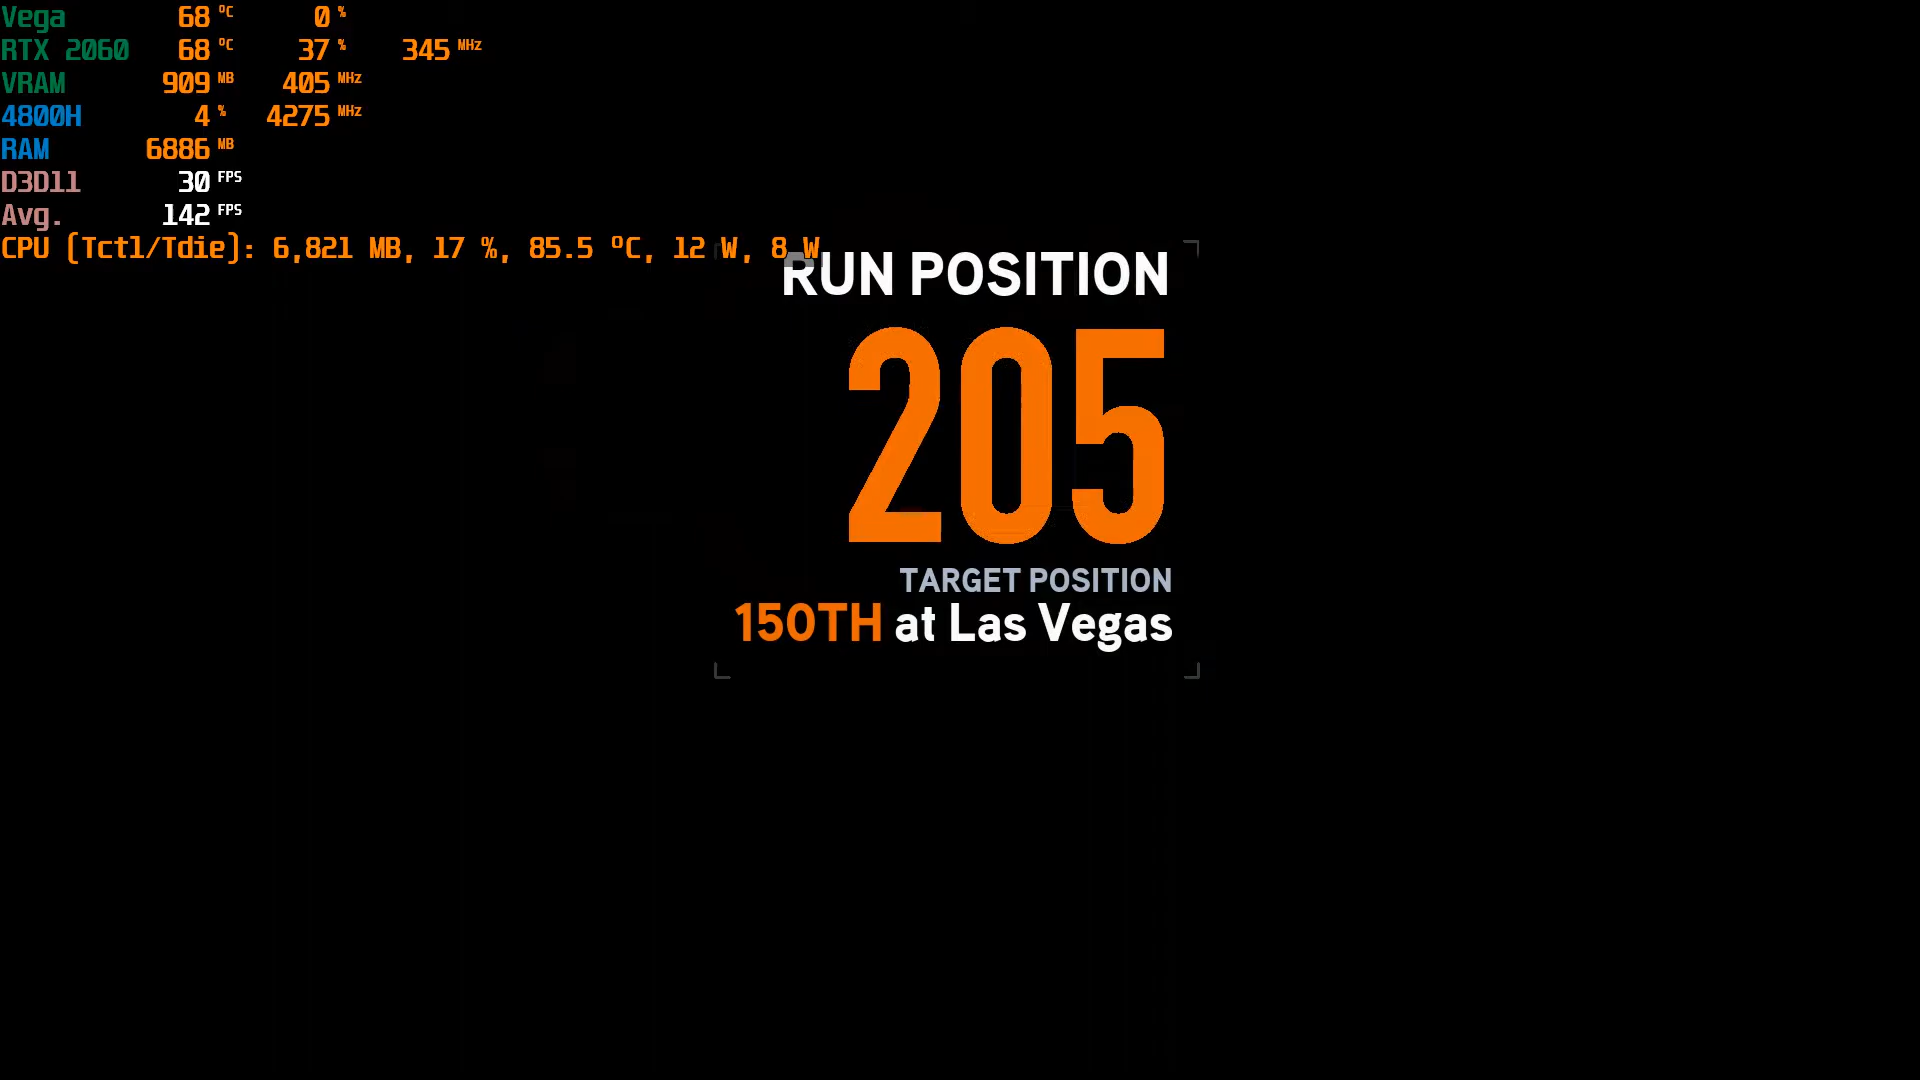 Vega 68 °C 0 %
RTX 2060 68 °C 37 % 345 MHz
VRAM 909 MB 405 MHz
4800H 4 % 4275 MHz
RAM 6886 MB
D3D11 30 FPS
Avg. 142 FPS
CPU (Tctl/Tdie): 6,821 MB, 17 %, 85.5 °C, 12 W, 8 W
RUN POSITION
205
TARGET POSITION
150TH at Las Vegas